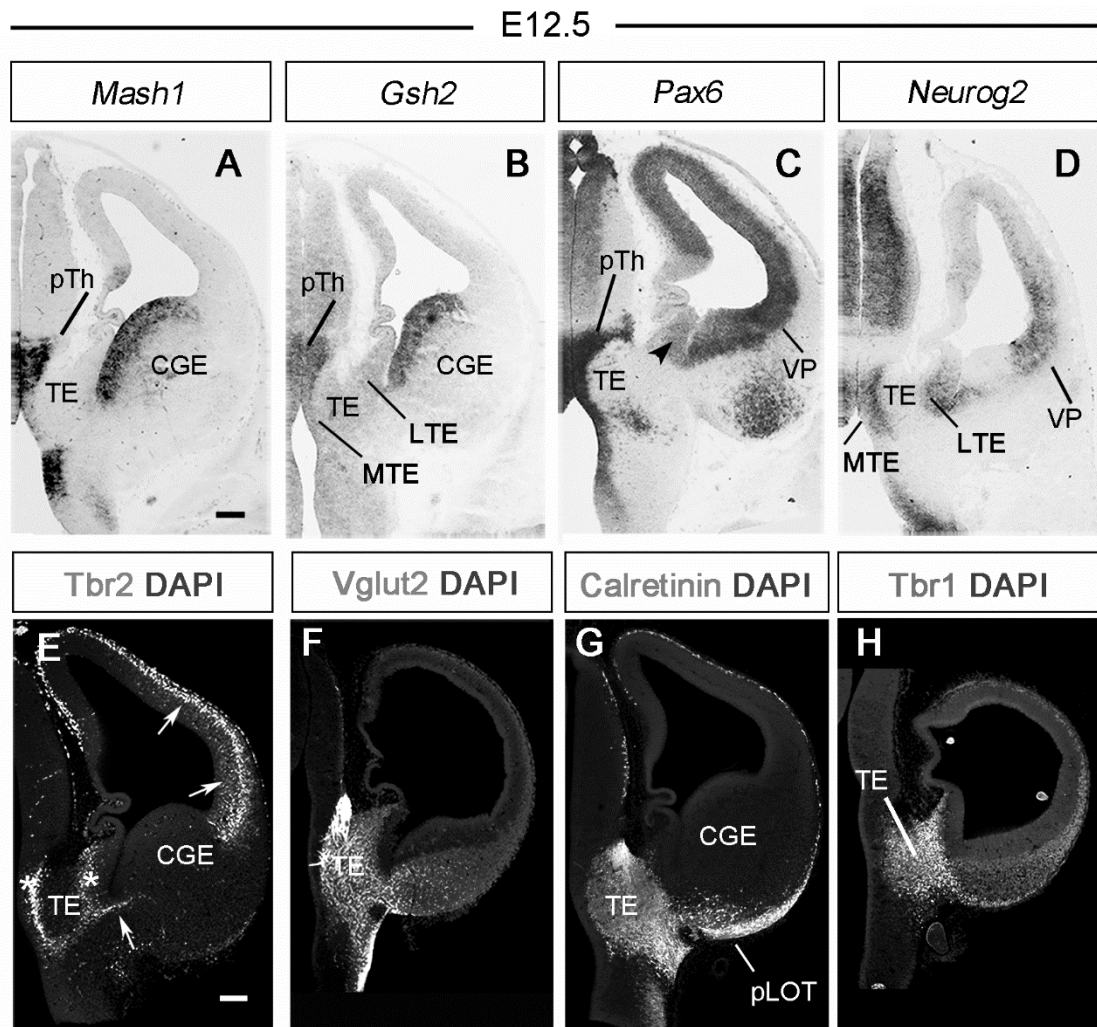 E12.5
Mash1
Gsh2
Pax6
Neurog2
A
pTh
TE
CGE
B
pTh
CGE
TE
LTE
MTE
C
pTh
TE
VP
D
TE
VP
LTE
MTE
Tbr2 DAPI
Vglut2 DAPI
Calretinin DAPI
Tbr1 DAPI
E
CGE
* *
TE
F
TE
G
CGE
TE
pLOT
H
TE